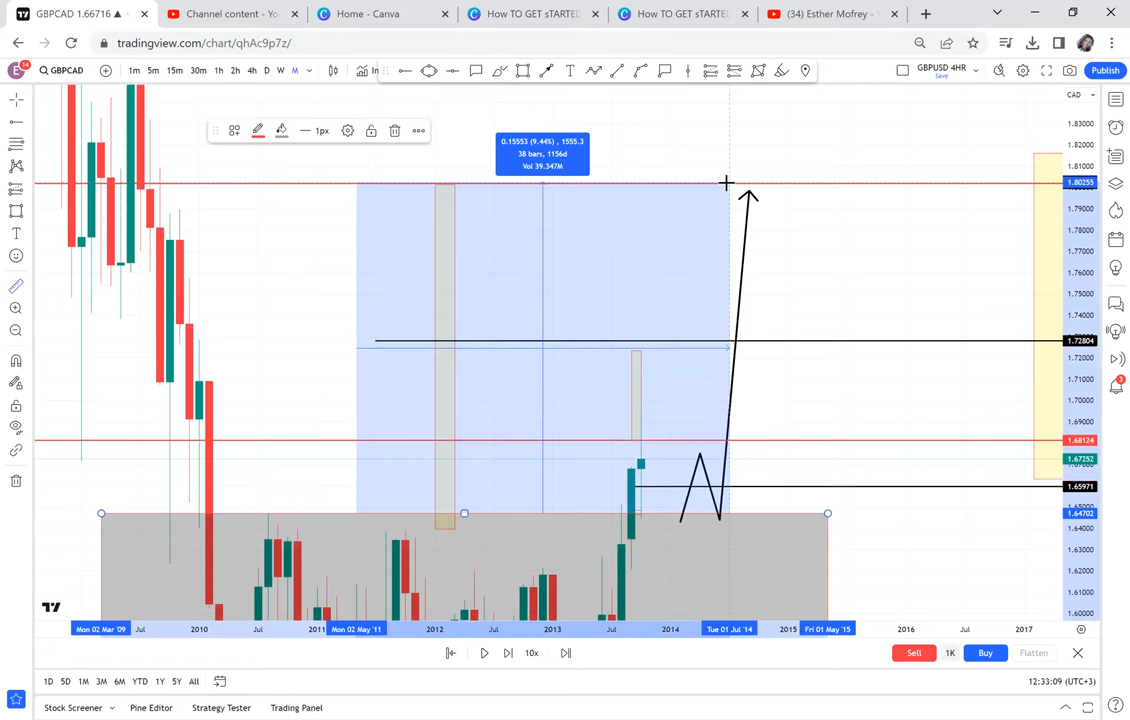 GBPCAD 1.66716 ▲
Channel content - Yo
Home - Canva
How TO GET sTARTED
How TO GET sTARTED
(34) Esther Mofrey - Y
tradingview.com/chart/qhAc9p7z/
E 14
GBPCAD
1m 5m 15m 30m 1h 2h 4h D W M
In
GBPUSD 4HR
Save
Publish
1px
CAD
0.15553 (9.44%) , 1555.3
38 bars, 1156d
Vol 39.347M
1.83000
1.82000
1.81000
1.80255
1.79000
1.78000
1.77000
1.76000
1.75000
1.74000
1.72804
1.72000
1.71000
1.70000
1.69000
1.68124
1.67252
1.65971
1.64702
1.64000
1.63000
1.62000
1.61000
1.60000
3
Mon 02 Mar '09 Jul 2010 Jul 2011 Mon 02 May '11 2012 Jul 2013 Jul 2014 Tue 01 Jul '14 2015 Fri 01 May '15 2016 Jul 2017
10x
Sell 1K Buy Flatten
1D 5D 1M 3M 6M YTD 1Y 5Y All
12:33:09 (UTC+3)
Stock Screener Pine Editor Strategy Tester Trading Panel